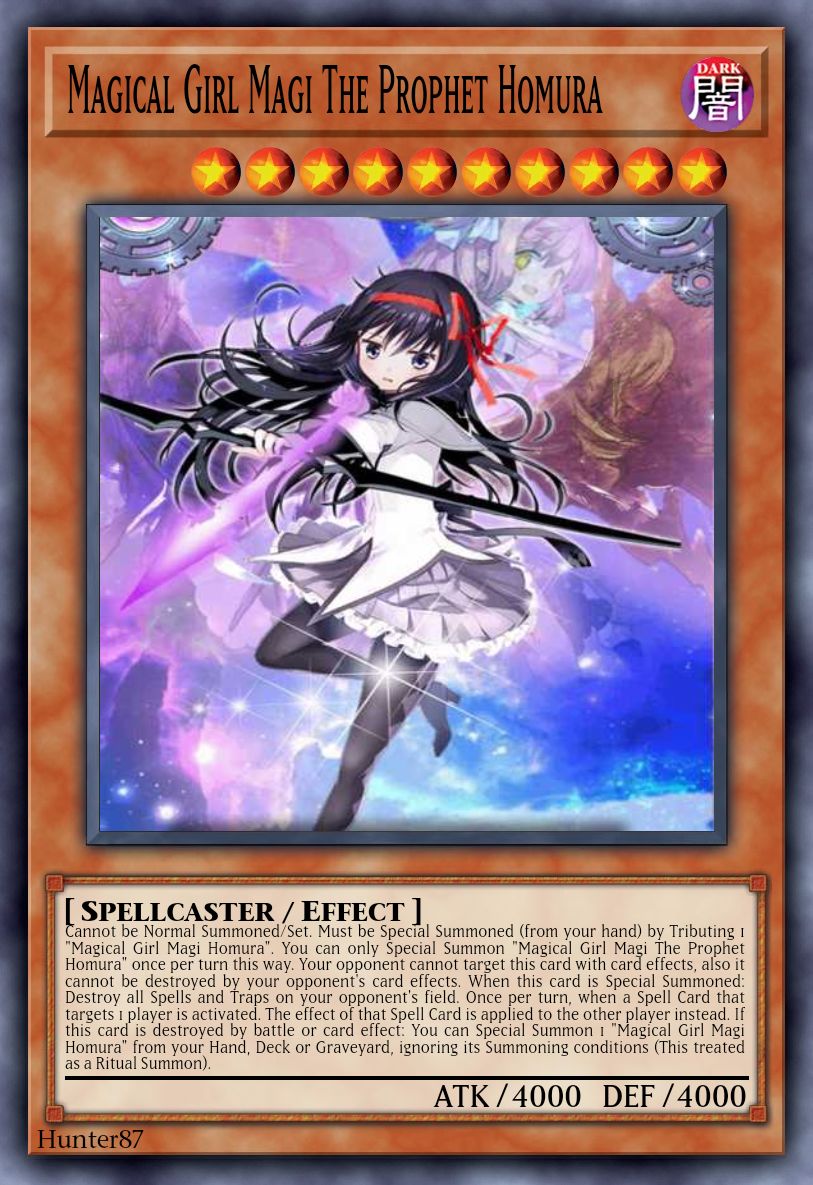 Magical Girl Magi The Prophet Homura
DARK
闇
[ Spellcaster / Effect ]
Cannot be Normal Summoned/Set. Must be Special Summoned (from your hand) by Tributing 1
"Magical Girl Magi Homura". You can only Special Summon "Magical Girl Magi The Prophet
Homura" once per turn this way. Your opponent cannot target this card with card effects, also it
cannot be destroyed by your opponent's card effects. When this card is Special Summoned:
Destroy all Spells and Traps on your opponent's field. Once per turn, when a Spell Card that
targets 1 player is activated. The effect of that Spell Card is applied to the other player instead. If
this card is destroyed by battle or card effect: You can Special Summon 1 "Magical Girl Magi
Homura" from your Hand, Deck or Graveyard, ignoring its Summoning conditions (This treated
as a Ritual Summon).
ATK / 4000 DEF / 4000
Hunter87